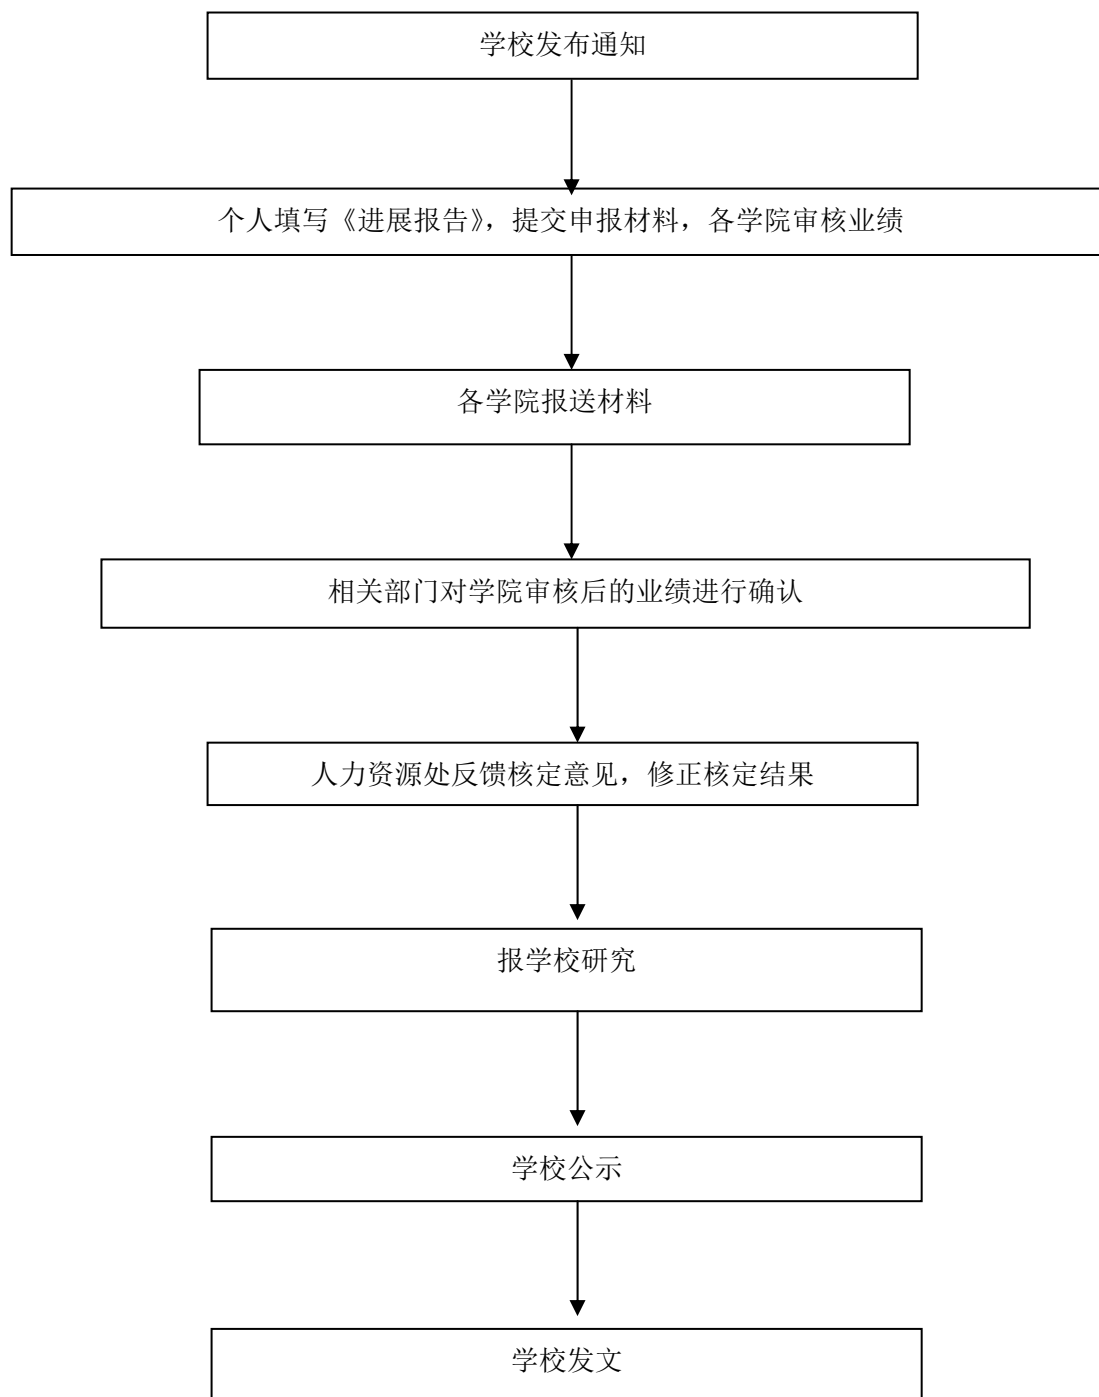 学校发布通知
个人填写《进展报告》，提交申报材料，各学院审核业绩
各学院报送材料
相关部门对学院审核后的业绩进行确认
人力资源处反馈核定意见，修正核定结果
报学校研究
学校公示
学校发文